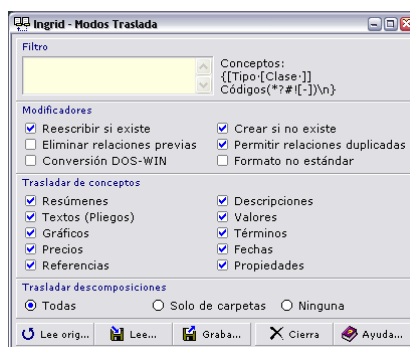 Ingrid - Modos Traslada
Filtro
Conceptos:
{[Tipo·[Clase·]]
Códigos(*?#![-])\n}
Modificadores
Reescribir si existe
Crear si no existe
Eliminar relaciones previas
Permitir relaciones duplicadas
Conversión DOS-WIN
Formato no estándar
Trasladar de conceptos
Resúmenes
Descripciones
Textos (Pliegos)
Valores
Gráficos
Términos
Precios
Fechas
Referencias
Propiedades
Trasladar descomposiciones
Todas
Solo de carpetas
Ninguna
Lee orig...
Lee...
Graba...
Cierra
Ayuda...